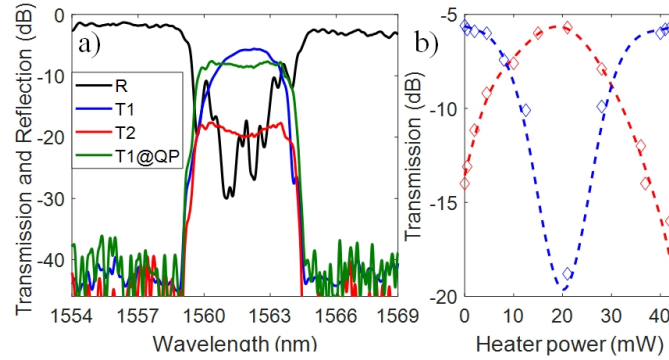 a)
0
-10
-20
-30
-40
Transmission and Reflection (dB)
R
T1
T2
T1@QP
1554
1557
1560
1563
1566
1569
Wavelength (nm)
b)
-5
-10
-15
-20
Transmission (dB)
0
10
20
30
40
Heater power (mW)